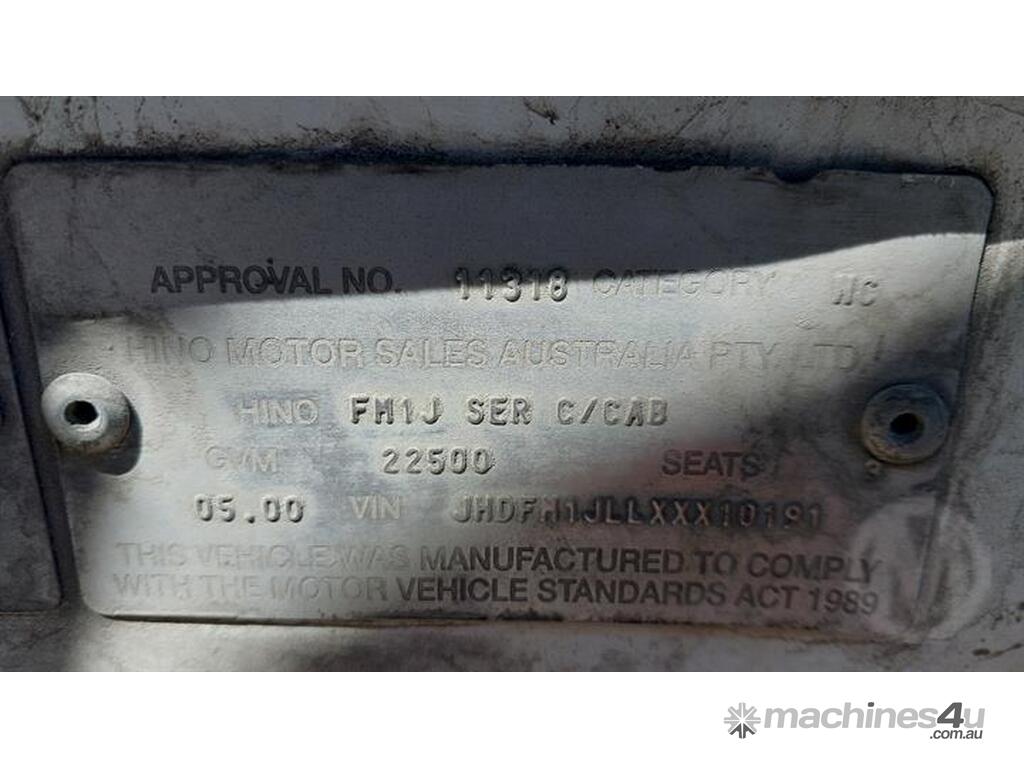 APPROVAL NO. 11318 CATEGORY NC
HINO MOTOR SALES AUSTRALIA PTY. LTD.
HINO FM1J SER C/CAB
GVM 22500 SEATS
05.00 VIN JHDFM1JLLXXX10191
THIS VEHICLE WAS MANUFACTURED TO COMPLY
WITH THE MOTOR VEHICLE STANDARDS ACT 1989
machines4u
.com.au